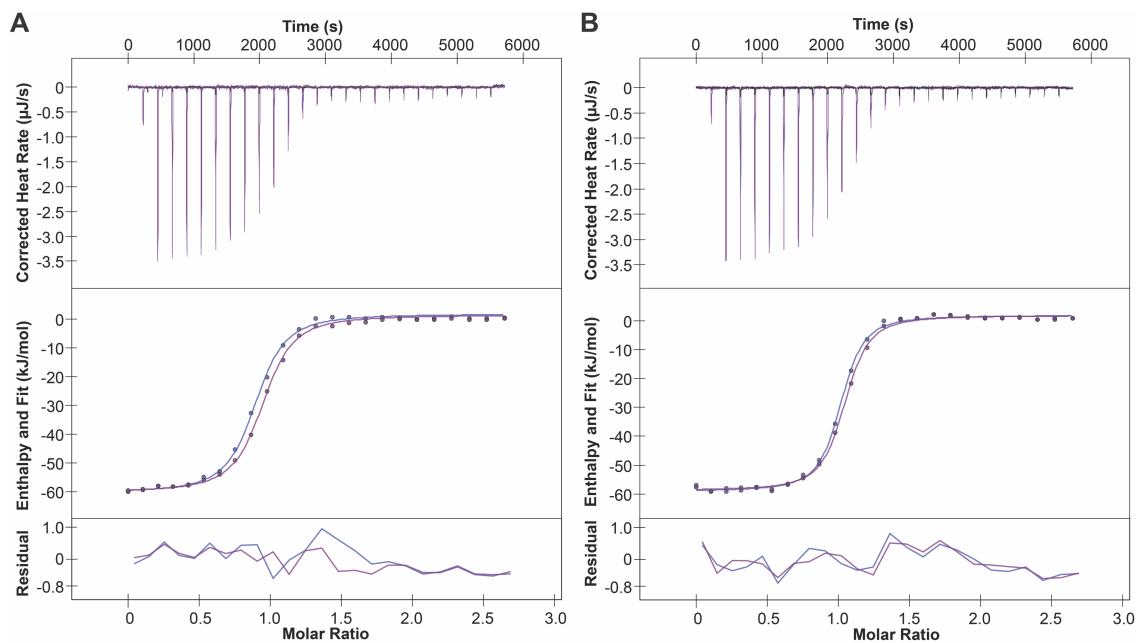 A
Time (s)
0 1000 2000 3000 4000 5000 6000
Corrected Heat Rate (µJ/s)
0
-0.5
-1.0
-1.5
-2.0
-2.5
-3.0
-3.5
Enthalpy and Fit (kJ/mol)
0
-10
-20
-30
-40
-50
-60
Residual
1.0
0
-0.8
0 0.5 1.0 1.5 2.0 2.5 3.0
Molar Ratio
B
Time (s)
0 1000 2000 3000 4000 5000 6000
Corrected Heat Rate (µJ/s)
0
-0.5
-1.0
-1.5
-2.0
-2.5
-3.0
-3.5
Enthalpy and Fit (kJ/mol)
0
-10
-20
-30
-40
-50
-60
Residual
1.0
0
-0.8
0 0.5 1.0 1.5 2.0 2.5 3.0
Molar Ratio